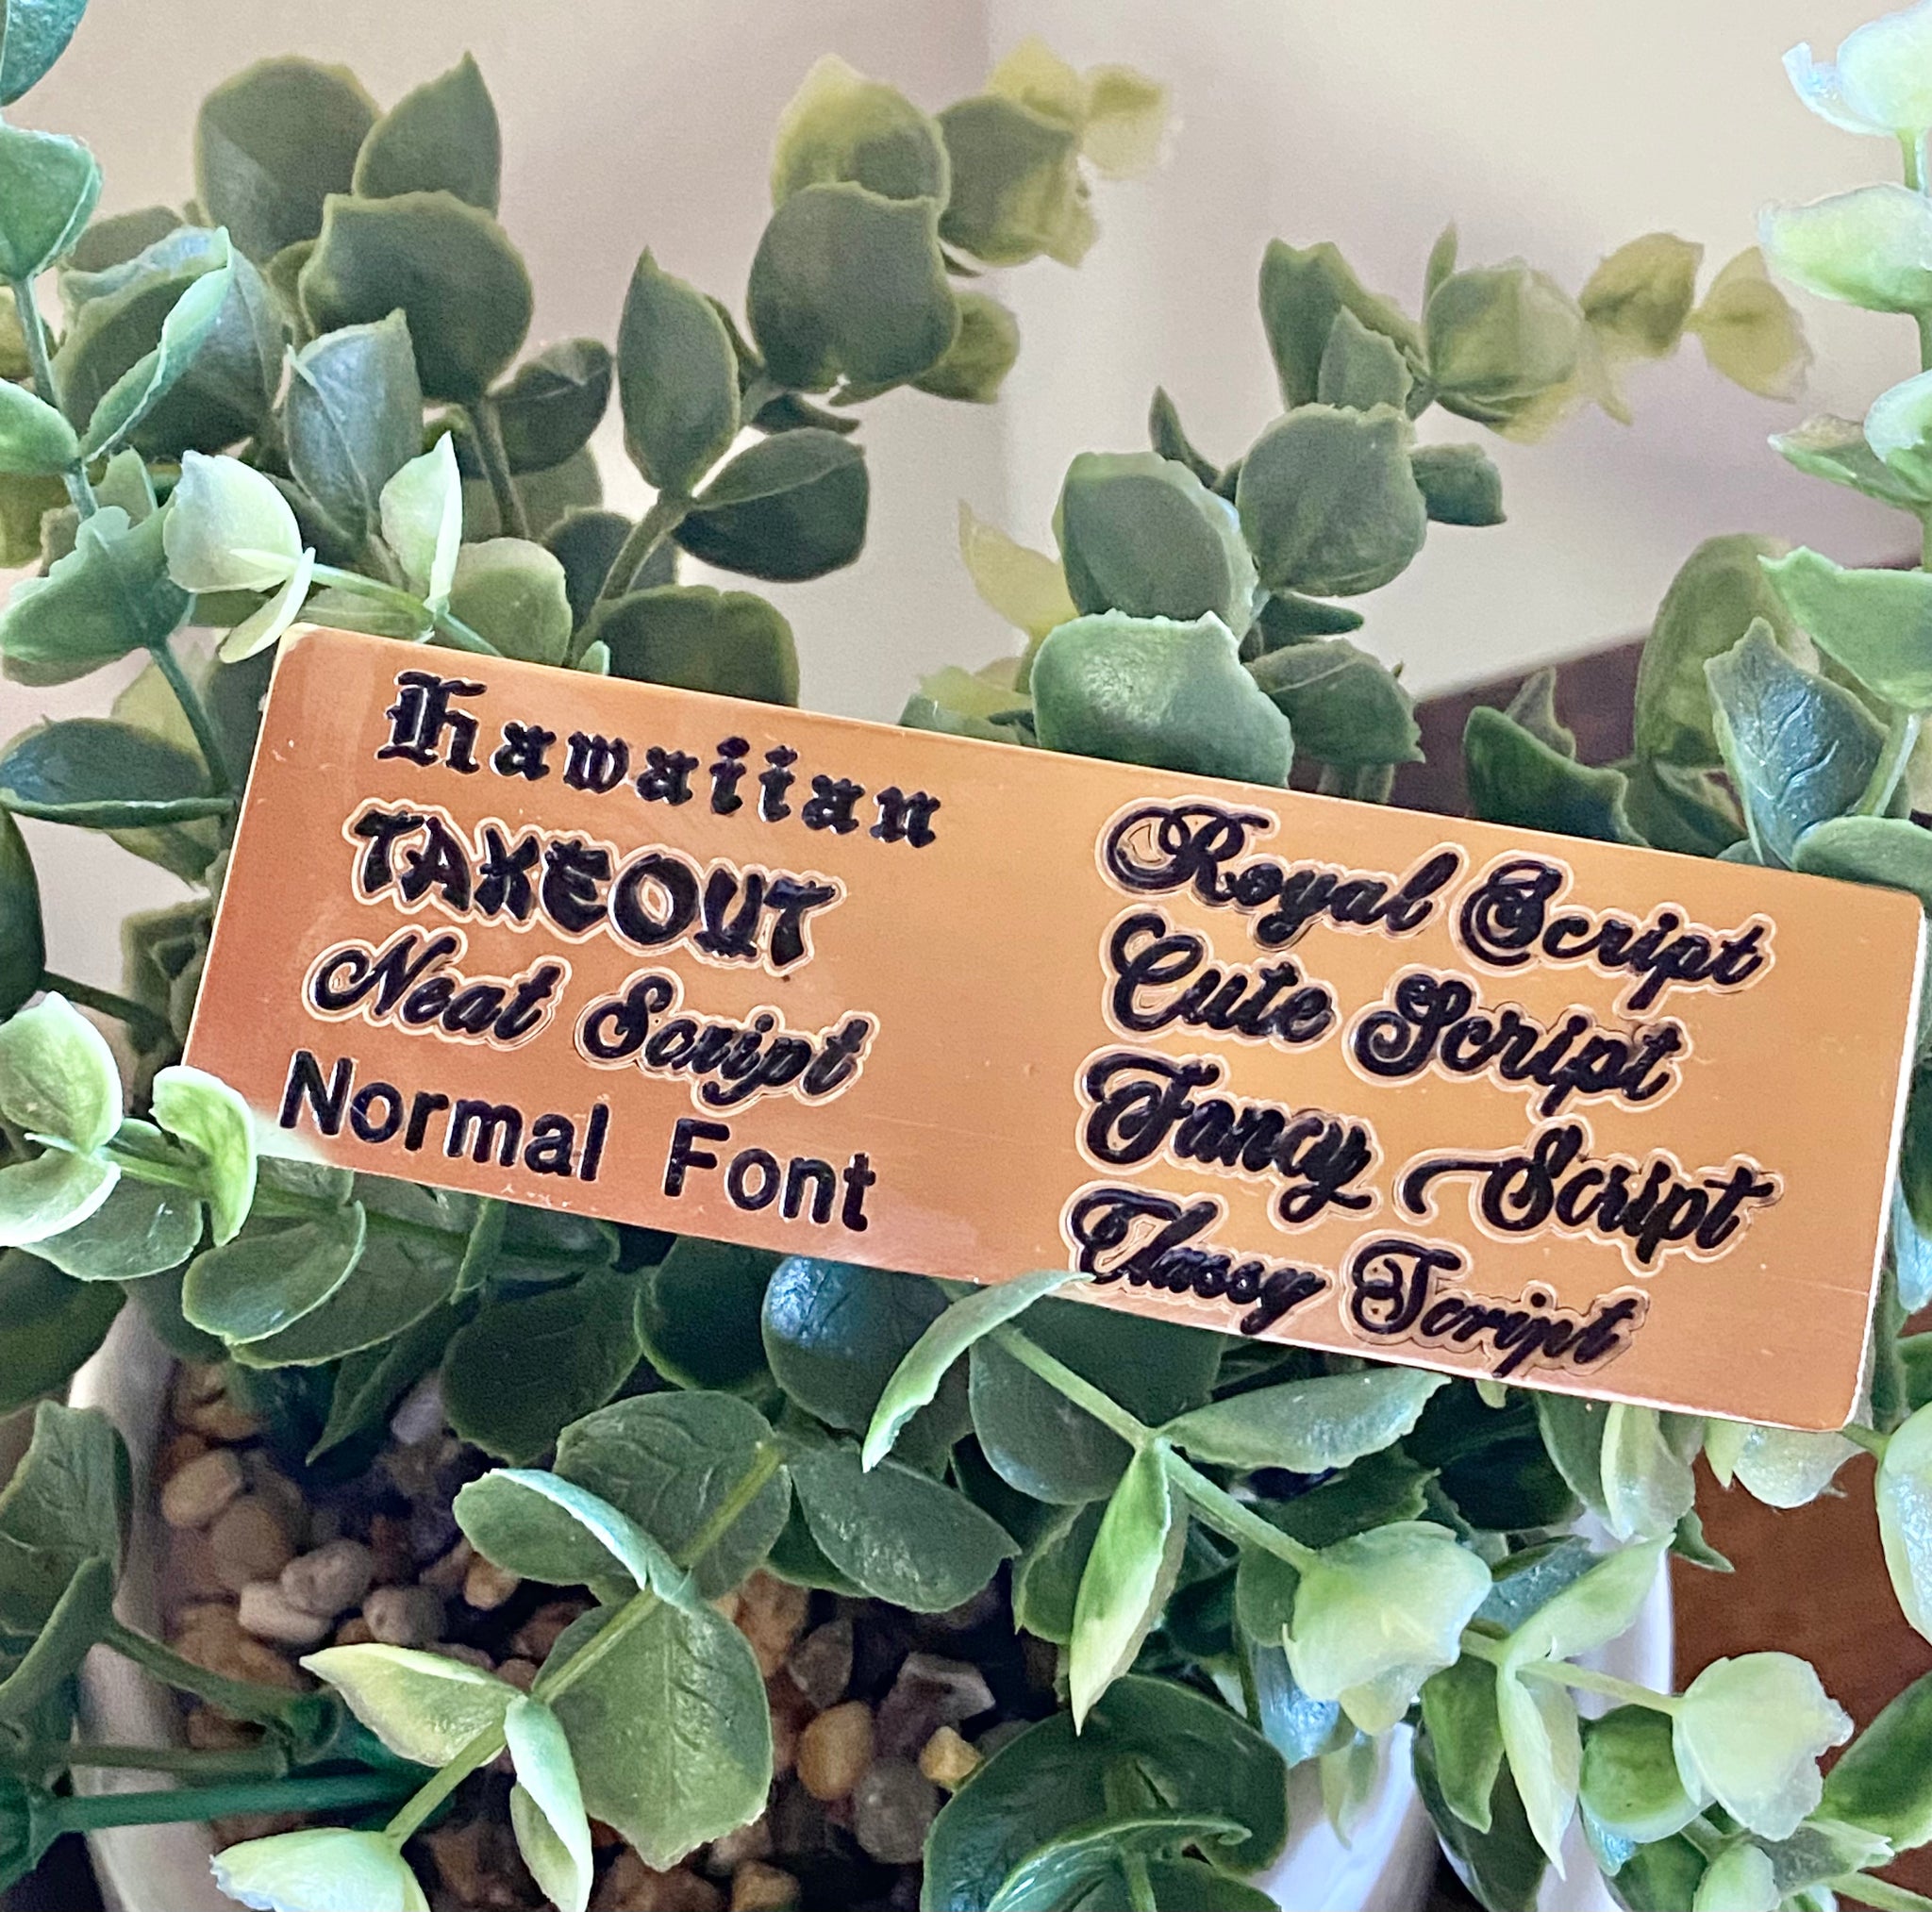 Hawaiian
TAKEOUT
Neat Script
Normal Font
Royal Script
Cute Script
Fancy Script
Classy Script